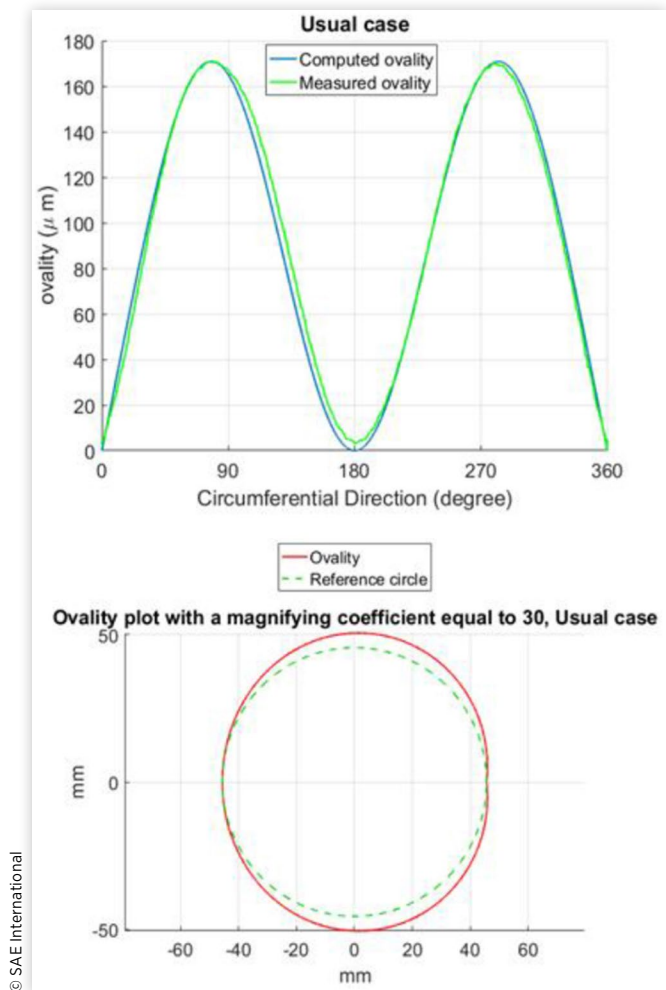 Usual case
180
160
140
120
100
80
60
40
20
0
ovality (μ m)
Computed ovality
Measured ovality
0 90 180 270 360
Circumferential Direction (degree)
Ovality
Reference circle
Ovality plot with a magnifying coefficient equal to 30, Usual case
50
0
-50
mm
-60 -40 -20 0 20 40 60
mm
© SAE International